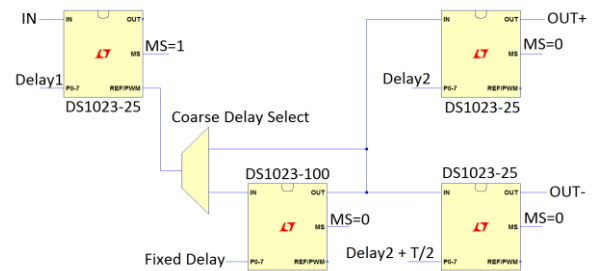 IN
IN
OUT
MS
MS=1
Delay1
P0-7
REF/PWM
DS1023-25
IN
OUT
OUT+
MS
MS=0
Delay2
P0-7
REF/PWM
DS1023-25
Coarse Delay Select
DS1023-100
IN
OUT
MS
MS=0
Fixed Delay
P0-7
REF/PWM
DS1023-25
IN
OUT
OUT-
MS
MS=0
Delay2 + T/2
P0-7
REF/PWM